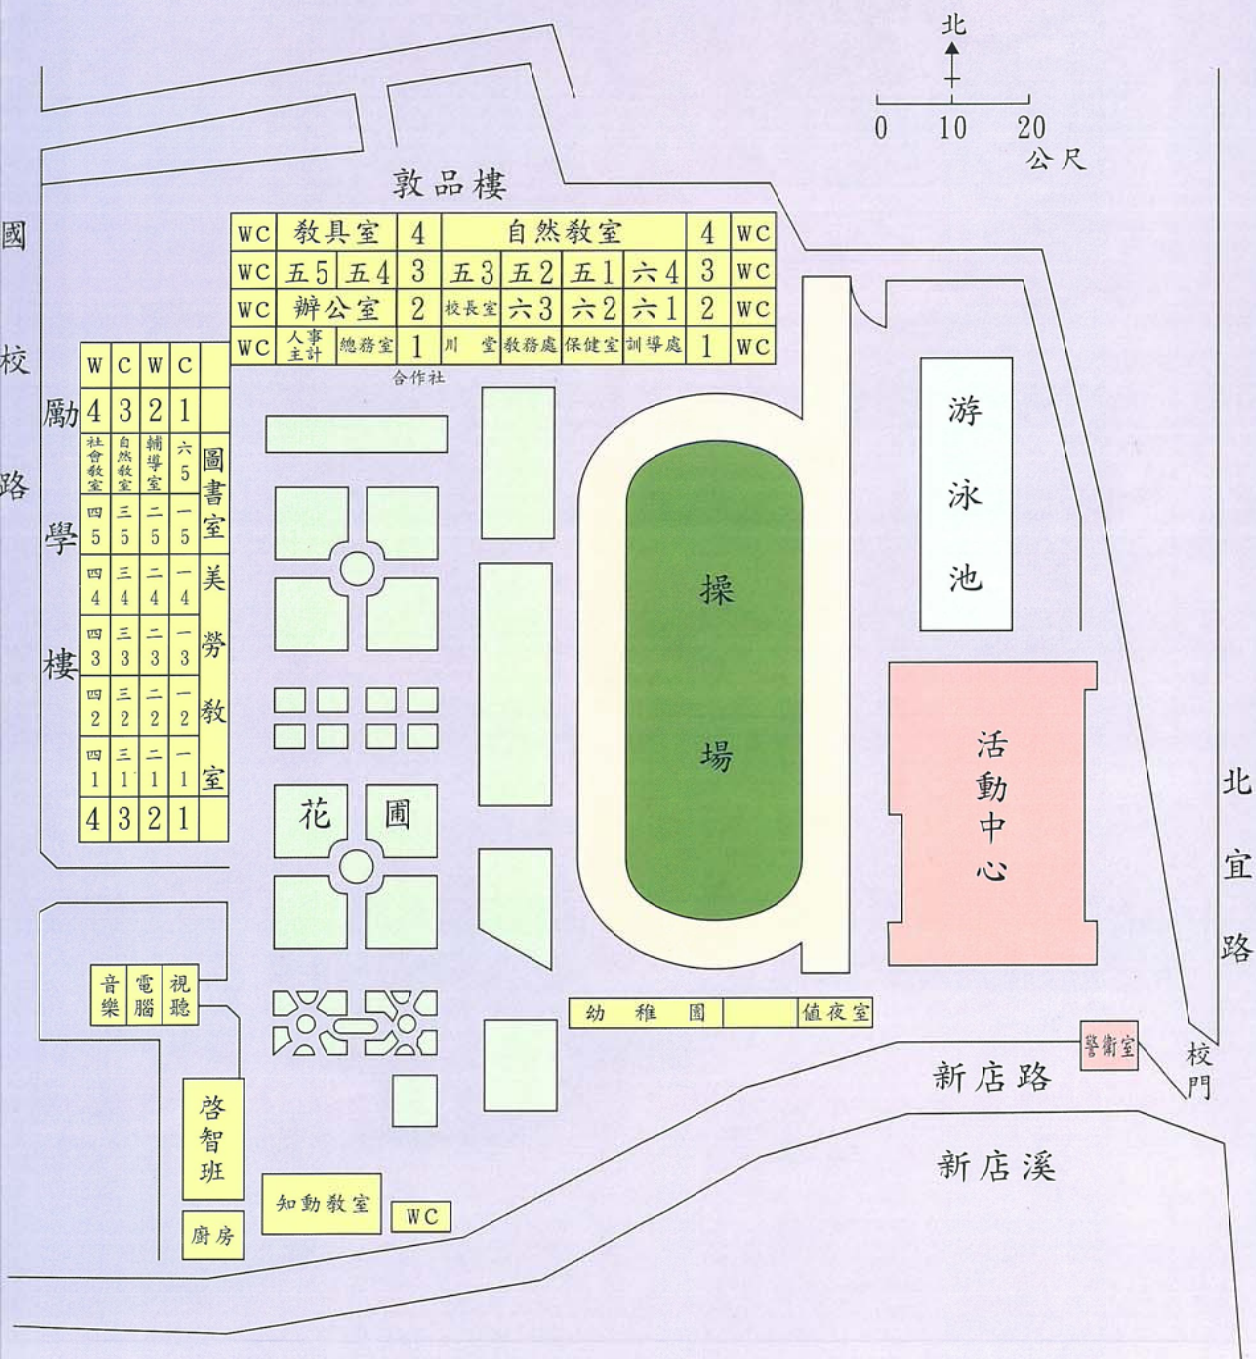 北
0 10 20
公尺
敦品樓
WC 教具室 4 自然教室 4 WC
WC 五5 五4 3 五3 五2 五1 六4 3 WC
WC 辦公室 2 校長室 六3 六2 六1 2 WC
WC 人事主計 總務室 1 川堂 教務處 保健室 訓導處 1 WC
合作社
國校路
勵學樓
W C W C
4 3 2 1
社會教室 自然教室 輔導室 六5
四5 三5 二5 一5
四4 三4 二4 一4
四3 三3 二3 一3
四2 三2 二2 一2
四1 三1 二1 一1
4 3 2 1
圖書室
美勞教室
花圃
操場
游泳池
活動中心
北宜路
音樂 電腦 視聽
幼稚園 值夜室
警衛室
校門
新店路
新店溪
啓智班
知動教室
WC
廚房